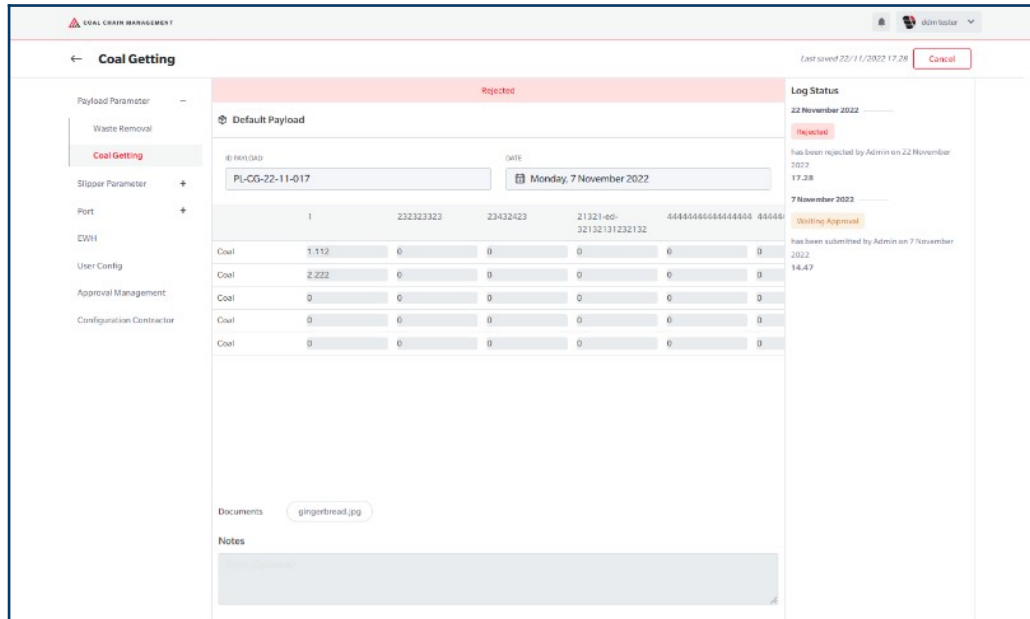 COAL CHAIN MANAGEMENT
ddm tester
← Coal Getting
Last saved 22/11/2022 17.28
Cancel
Payload Parameter −
Waste Removal
Coal Getting
Slipper Parameter +
Port +
EWH
User Config
Approval Management
Configuration Contractor
Rejected
Default Payload
ID PAYLOAD
PL-CG-22-11-017
DATE
Monday, 7 November 2022
1 232323323 23432423 21321-ed-32132131232132
Coal 1.112 0 0 0 0 0
Coal 2.222 0 0 0 0 0
Coal 0 0 0 0 0 0
Coal 0 0 0 0 0 0
Coal 0 0 0 0 0 0
Documents gingerbread.jpg
Notes
Log Status
22 November 2022
Rejected
has been rejected by Admin on 22 November
2022
17.28
7 November 2022
Waiting Approval
has been submitted by Admin on 7 November
2022
14.47